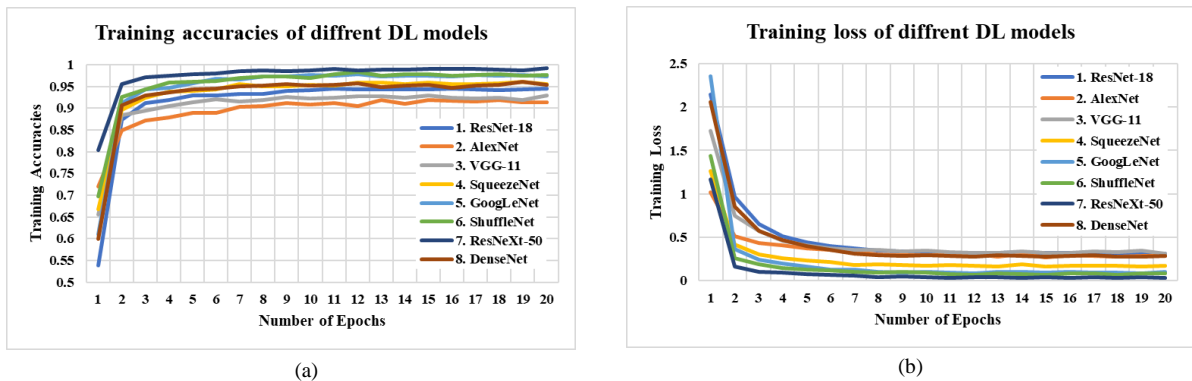 Training accuracies of diffrent DL models
1
0.95
0.9
0.85
0.8
0.75
0.7
0.65
0.6
0.55
0.5
Training Accuracies
1. ResNet-18
2. AlexNet
3. VGG-11
4. SqueezeNet
5. GoogLeNet
6. ShuffleNet
7. ResNeXt-50
8. DenseNet
1 2 3 4 5 6 7 8 9 10 11 12 13 14 15 16 17 18 19 20
Number of Epochs
(a)
Training loss of diffrent DL models
2.5
2
1.5
1
0.5
0
Training Loss
1. ResNet-18
2. AlexNet
3. VGG-11
4. SqueezeNet
5. GoogLeNet
6. ShuffleNet
7. ResNeXt-50
8. DenseNet
1 2 3 4 5 6 7 8 9 10 11 12 13 14 15 16 17 18 19 20
Number of Epochs
(b)